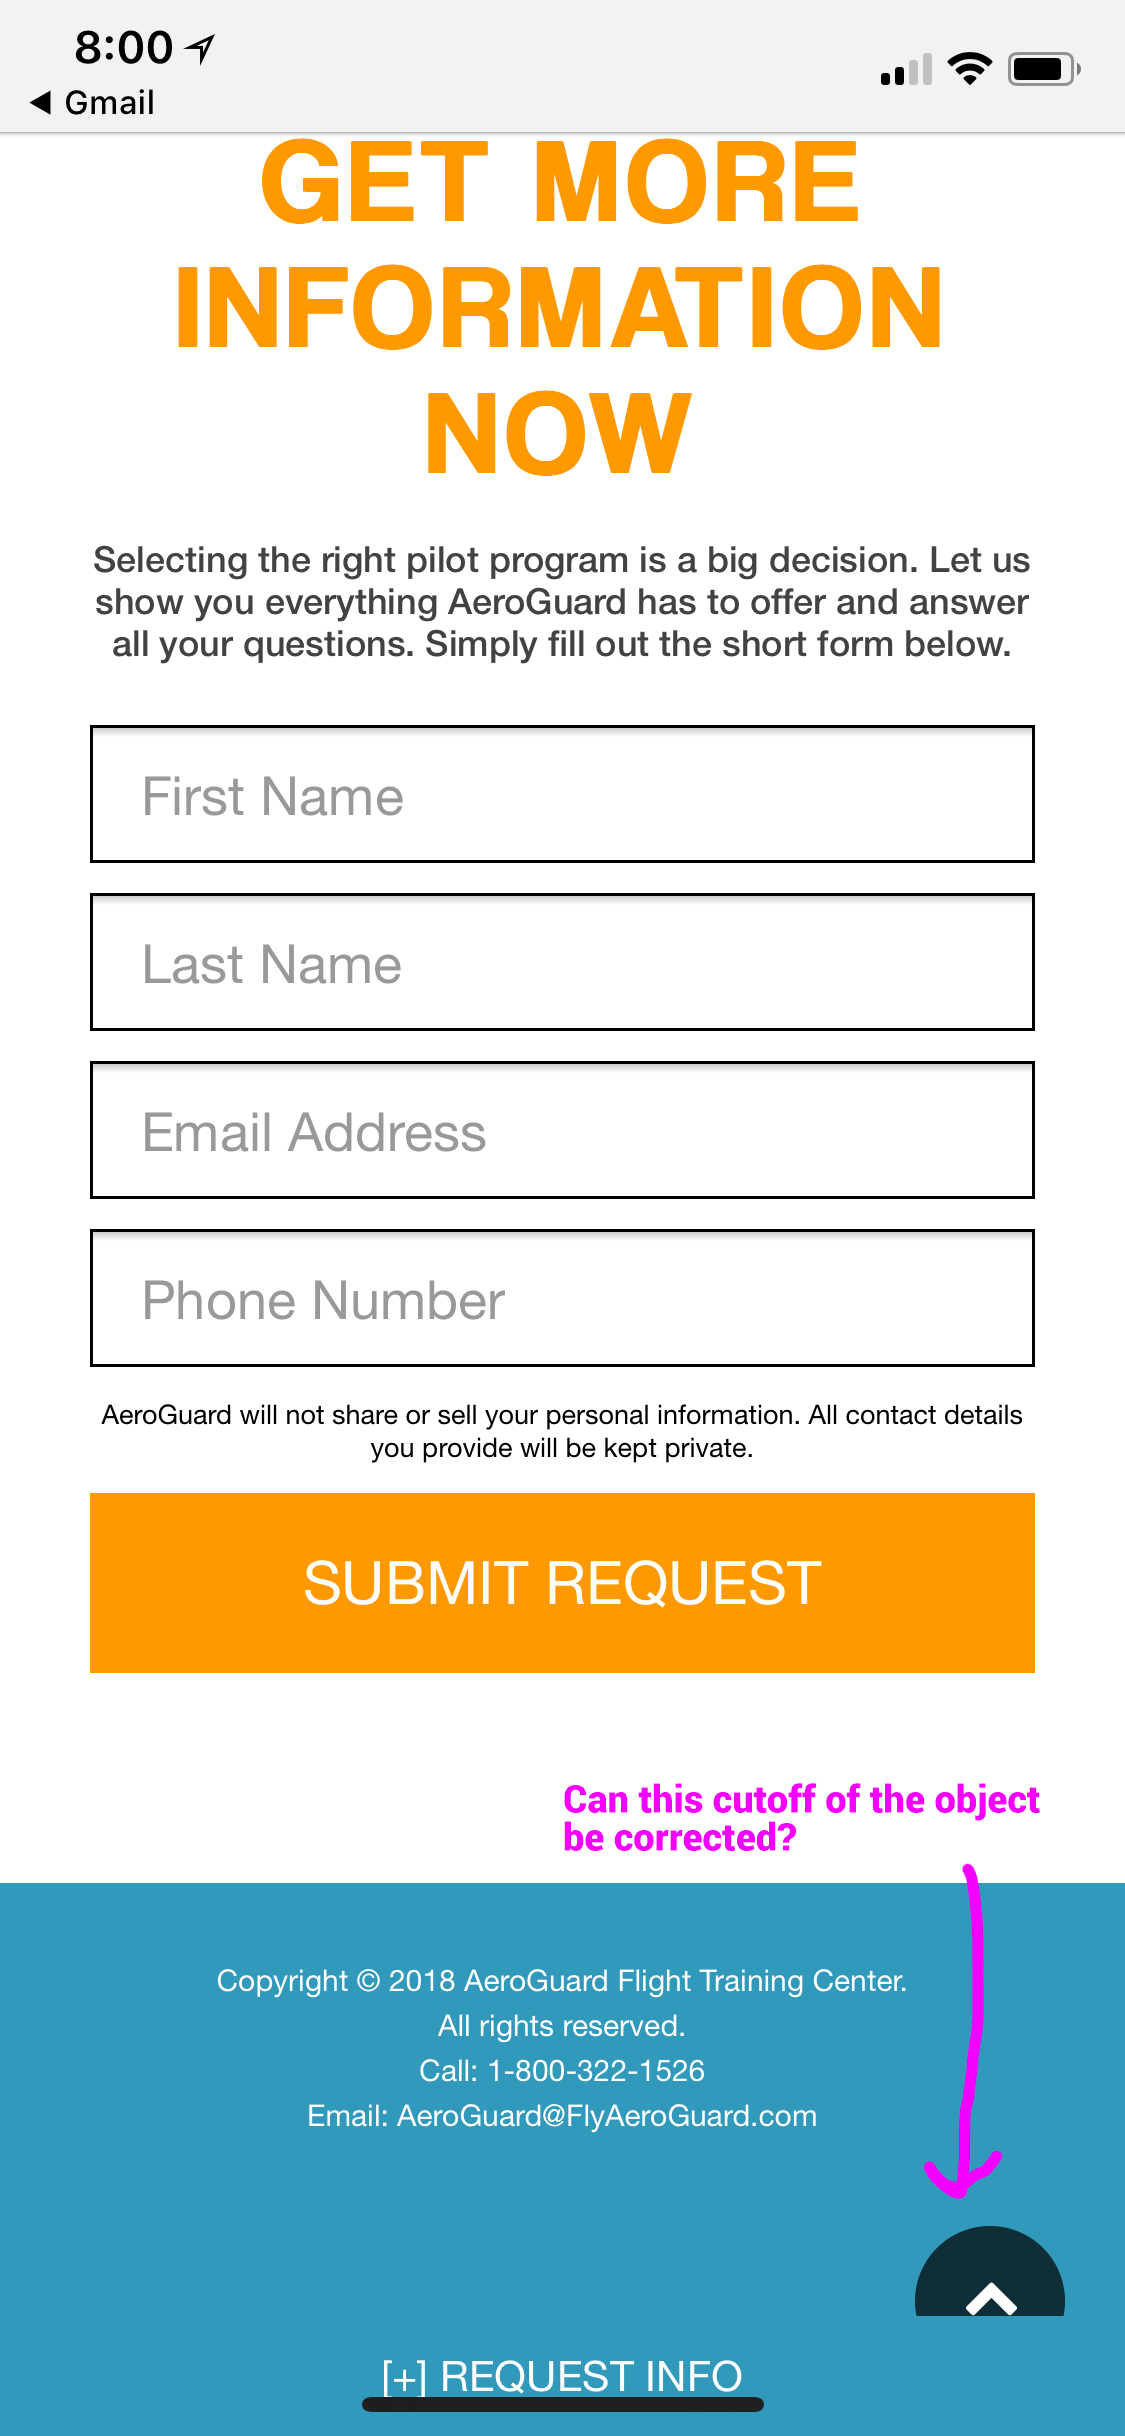 8:00
Gmail
GET MORE
INFORMATION
NOW
Selecting the right pilot program is a big decision. Let us
show you everything AeroGuard has to offer and answer
all your questions. Simply fill out the short form below.
First Name
Last Name
Email Address
Phone Number
AeroGuard will not share or sell your personal information. All contact details
you provide will be kept private.
SUBMIT REQUEST
Can this cutoff of the object
be corrected?
Copyright © 2018 AeroGuard Flight Training Center.
All rights reserved.
Call: 1-800-322-1526
Email: AeroGuard@FlyAeroGuard.com
[+] REQUEST INFO